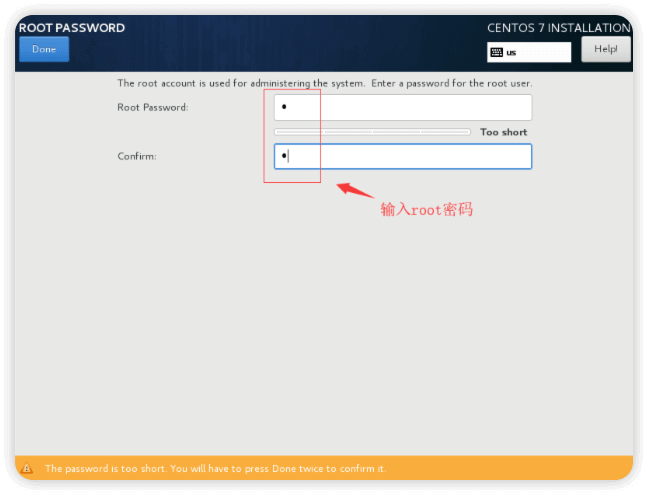 ROOT PASSWORD
CENTOS 7 INSTALLATION
Done
us
Help!
The root account is used for administering the system. Enter a password for the root user.
Root Password:
Too short
Confirm:
输入root密码
The password is too short. You will have to press Done twice to confirm it.